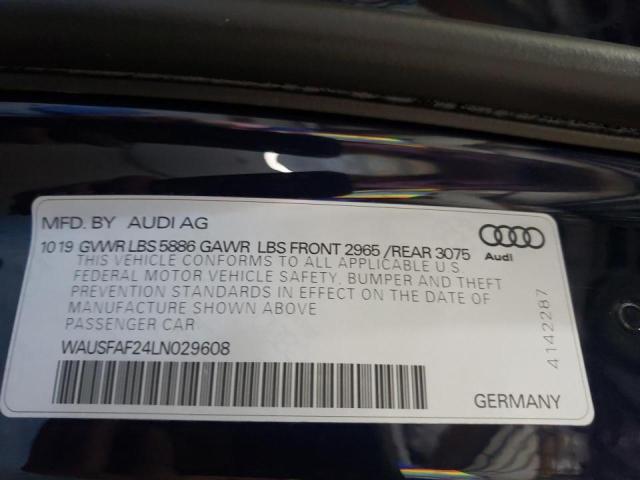 MFD. BY AUDI AG
10 19 GVWR LBS 5886 GAWR LBS FRONT 2965 /REAR 3075
THIS VEHICLE CONFORMS TO ALL APPLICABLE U.S.
FEDERAL MOTOR VEHICLE SAFETY, BUMPER AND THEFT
PREVENTION STANDARDS IN EFFECT ON THE DATE OF
MANUFACTURE SHOWN ABOVE
PASSENGER CAR
WAUSFAF24LN029608
Audi
4142287
GERMANY